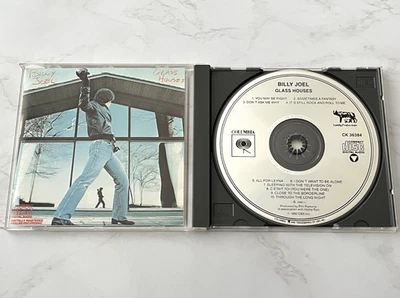 BILLY
JOEL
GLASS
HOUSES
BILLY JOEL
GLASS HOUSES
1. YOU MAY BE RIGHT 2. SOMETIMES A FANTASY
3. DON'T ASK ME WHY 4. IT'S STILL ROCK AND ROLL TO ME
COLUMBIA
CK 36384
5. ALL FOR LEYNA 6. I DON'T WANT TO BE ALONE
7. SLEEPING WITH THE TELEVISION ON
8. C'ETAIT TOI (YOU WERE THE ONE)
9. CLOSE TO THE BORDERLINE
10. THROUGH THE LONG NIGHT